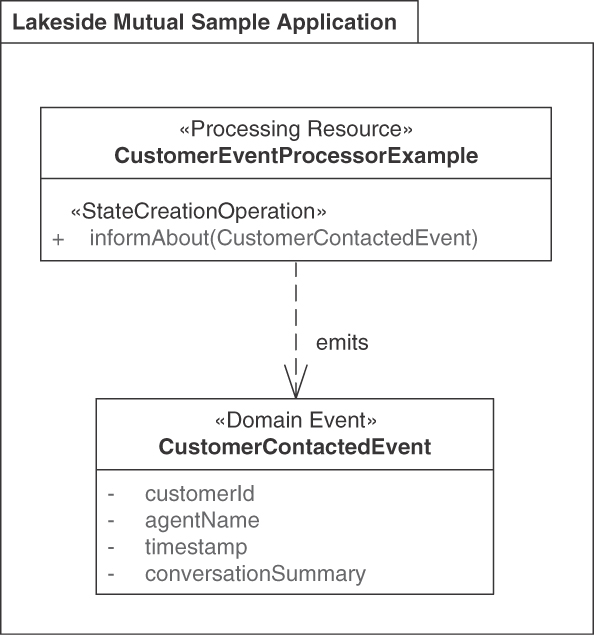 Lakeside Mutual Sample Application
«Processing Resource»
CustomerEventProcessorExample
«StateCreationOperation»
+ informAbout(CustomerContactedEvent)
emits
«Domain Event»
CustomerContactedEvent
- customerId
- agentName
- timestamp
- conversationSummary